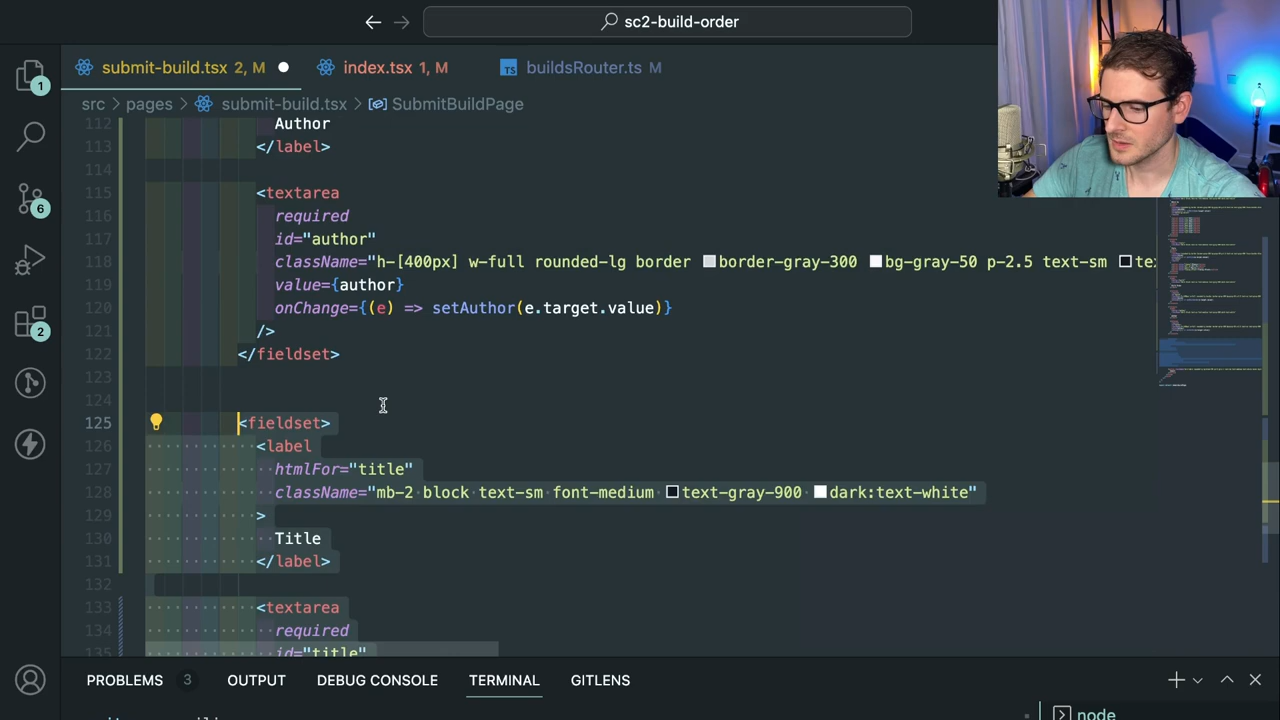 sc2-build-order
submit-build.tsx 2, M
index.tsx 1, M
buildsRouter.ts M
src > pages > submit-build.tsx > SubmitBuildPage
112 Author
113 </label>
114
115 <textarea
116 required
117 id="author"
118 className="h-[400px] w-full rounded-lg border border-gray-300 bg-gray-50 p-2.5 text-sm
119 value={author}
120 onChange={(e) => setAuthor(e.target.value)}
121 />
122 </fieldset>
123
124
125 <fieldset>
126 <label
127 htmlFor="title"
128 className="mb-2 block text-sm font-medium text-gray-900 dark:text-white"
129 >
130 Title
131 </label>
132
133 <textarea
134 required
135 id="title"
1
6
2
PROBLEMS 3 OUTPUT DEBUG CONSOLE TERMINAL GITLENS
node